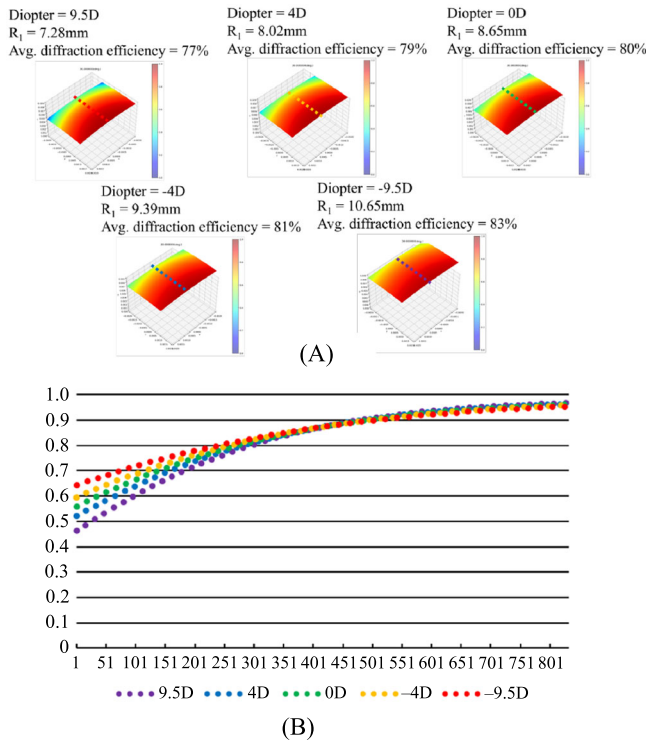 Diopter = 9.5D
R1 = 7.28mm
Avg. diffraction efficiency = 77%
Diopter = 4D
R1 = 8.02mm
Avg. diffraction efficiency = 79%
Diopter = 0D
R1 = 8.65mm
Avg. diffraction efficiency = 80%
Diopter = -4D
R1 = 9.39mm
Avg. diffraction efficiency = 81%
Diopter = -9.5D
R1 = 10.65mm
Avg. diffraction efficiency = 83%
(A)
1.0
0.9
0.8
0.7
0.6
0.5
0.4
0.3
0.2
0.1
0
1 51 101 151 201 251 301 351 401 451 501 551 601 651 701 751 801
9.5D 4D 0D –4D –9.5D
(B)